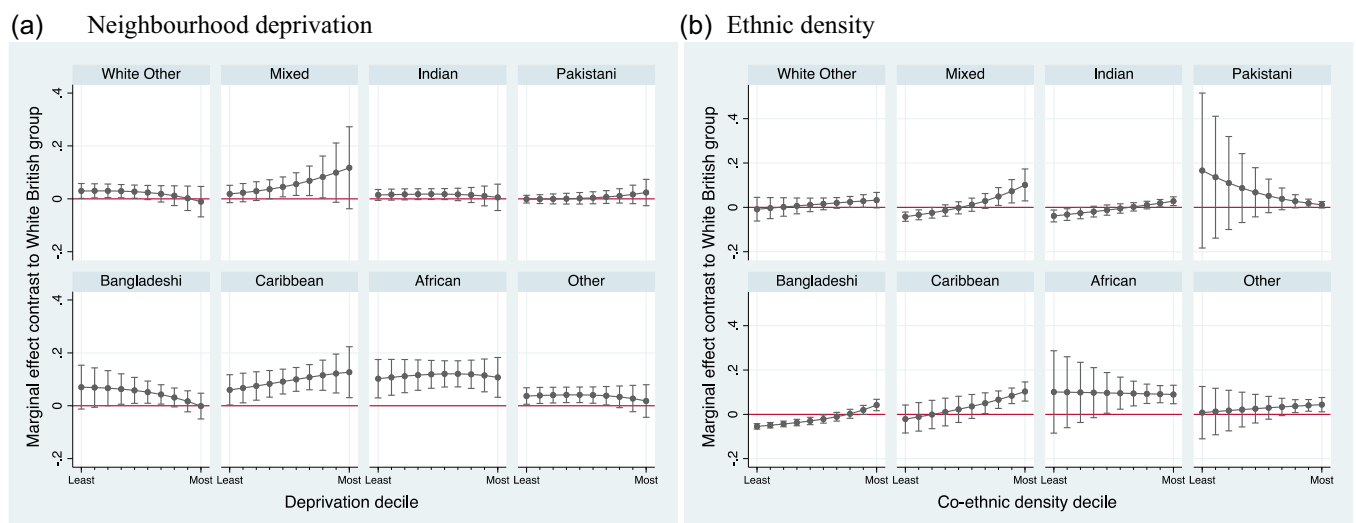 (a) Neighbourhood deprivation
Marginal effect contrast to White British group
White Other Mixed Indian Pakistani
.4
.2
0
-.2
Bangladeshi Caribbean African Other
.4
.2
0
-.2
Least Most Least Most Least Most Least Most
Deprivation decile
(b) Ethnic density
Marginal effect contrast to White British group
White Other Mixed Indian Pakistani
.4
.2
0
-.2
Bangladeshi Caribbean African Other
.4
.2
0
-.2
Least Most Least Most Least Most Least Most
Co-ethnic density decile